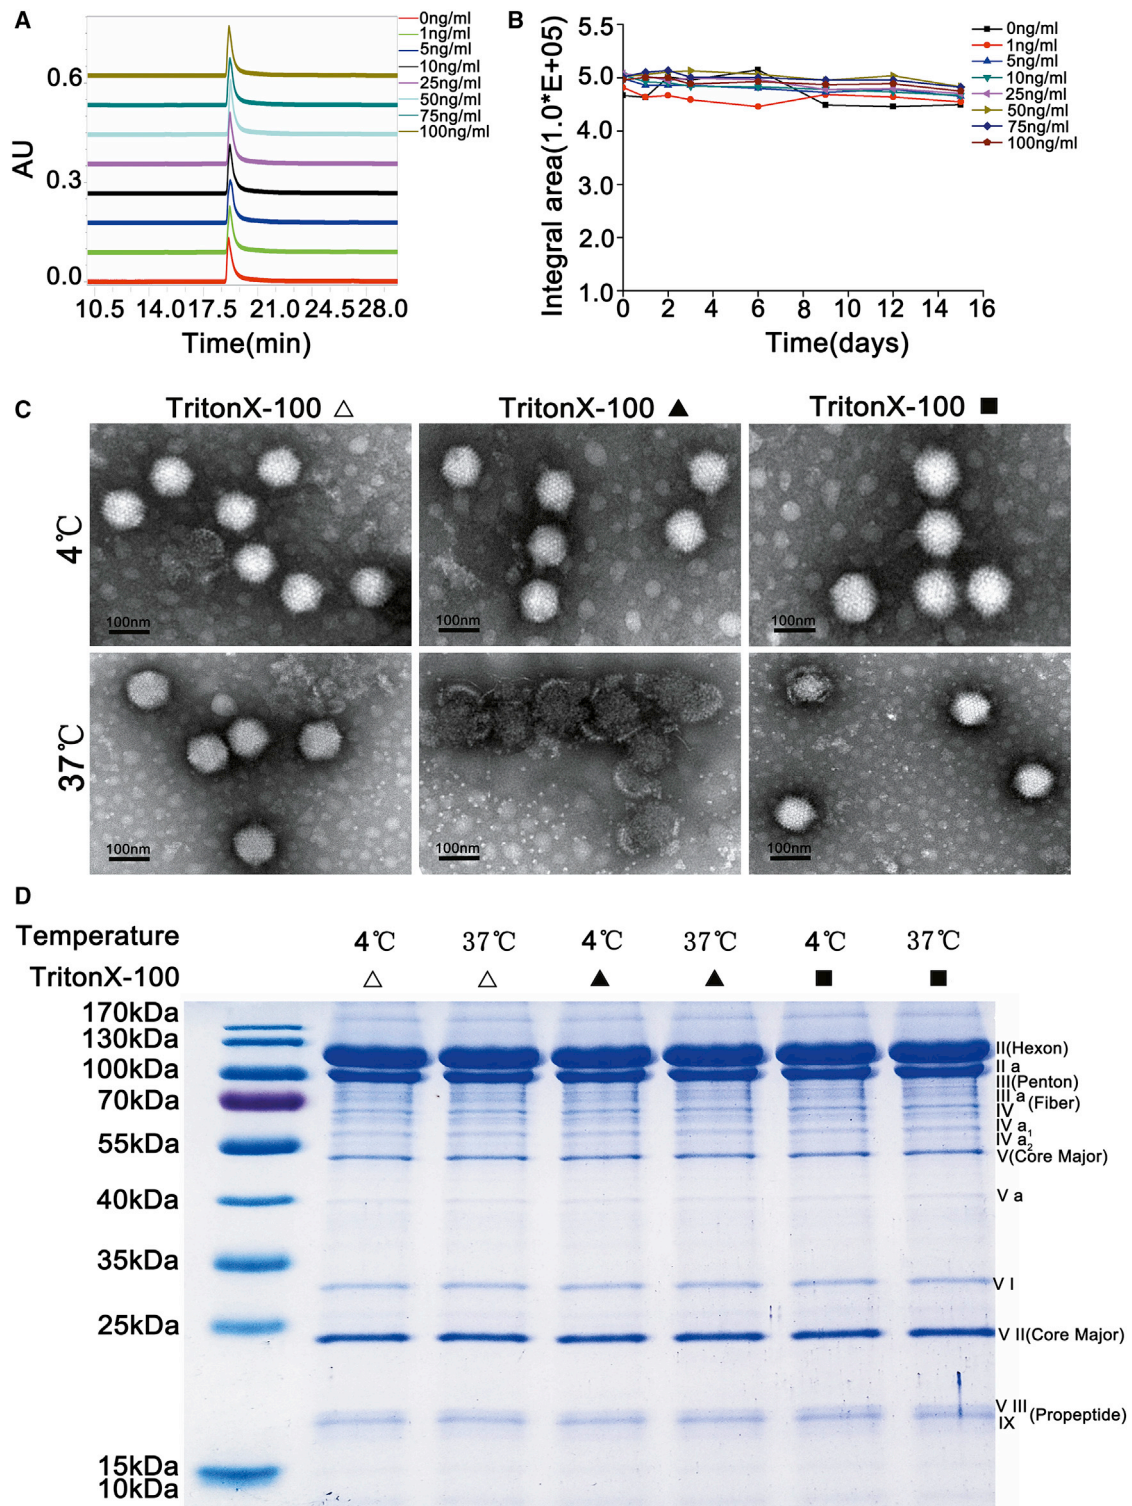 A
0ng/ml
1ng/ml
5ng/ml
10ng/ml
25ng/ml
50ng/ml
75ng/ml
100ng/ml
0.6
0.3
0.0
AU
10.5 14.0 17.5 21.0 24.5 28.0
Time(min)
B
5.5
5.0
4.0
3.0
2.0
1.0
Integral area(1.0*E+05)
0 2 4 6 8 10 12 14 16
Time(days)
0ng/ml
1ng/ml
5ng/ml
10ng/ml
25ng/ml
50ng/ml
75ng/ml
100ng/ml
C
TritonX-100 △ TritonX-100 ▲ TritonX-100 ■
4℃
100nm 100nm 100nm
37℃
100nm 100nm 100nm
D
Temperature 4℃ 37℃ 4℃ 37℃ 4℃ 37℃
TritonX-100 △ △ ▲ ▲ ■ ■
170kDa
130kDa
100kDa
70kDa
55kDa
40kDa
35kDa
25kDa
15kDa
10kDa
II(Hexon)
II a
III(Penton)
III a (Fiber)
IV
IV a1
IV a2
V(Core Major)
V a
V I
V II(Core Major)
V III (Propeptide)
IX